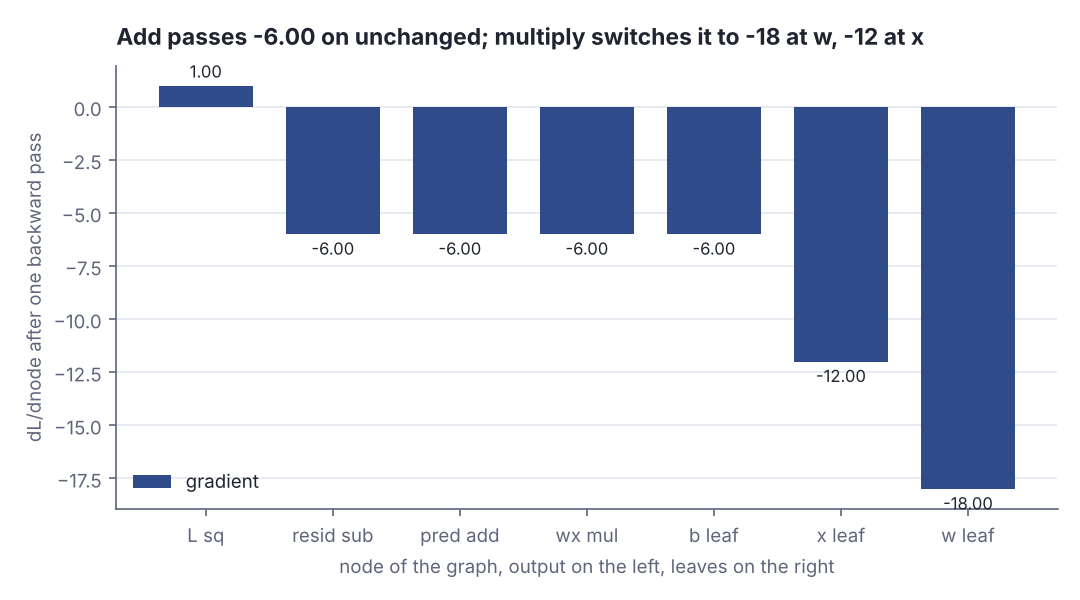 Add passes -6.00 on unchanged; multiply switches it to -18 at w, -12 at x
1.00
0.0
−2.5
−5.0
−7.5
−10.0
−12.5
−15.0
−17.5
dL/dnode after one backward pass
-6.00
-6.00
-6.00
-6.00
-12.00
-18.00
gradient
L sq
resid sub
pred add
wx mul
b leaf
x leaf
w leaf
node of the graph, output on the left, leaves on the right